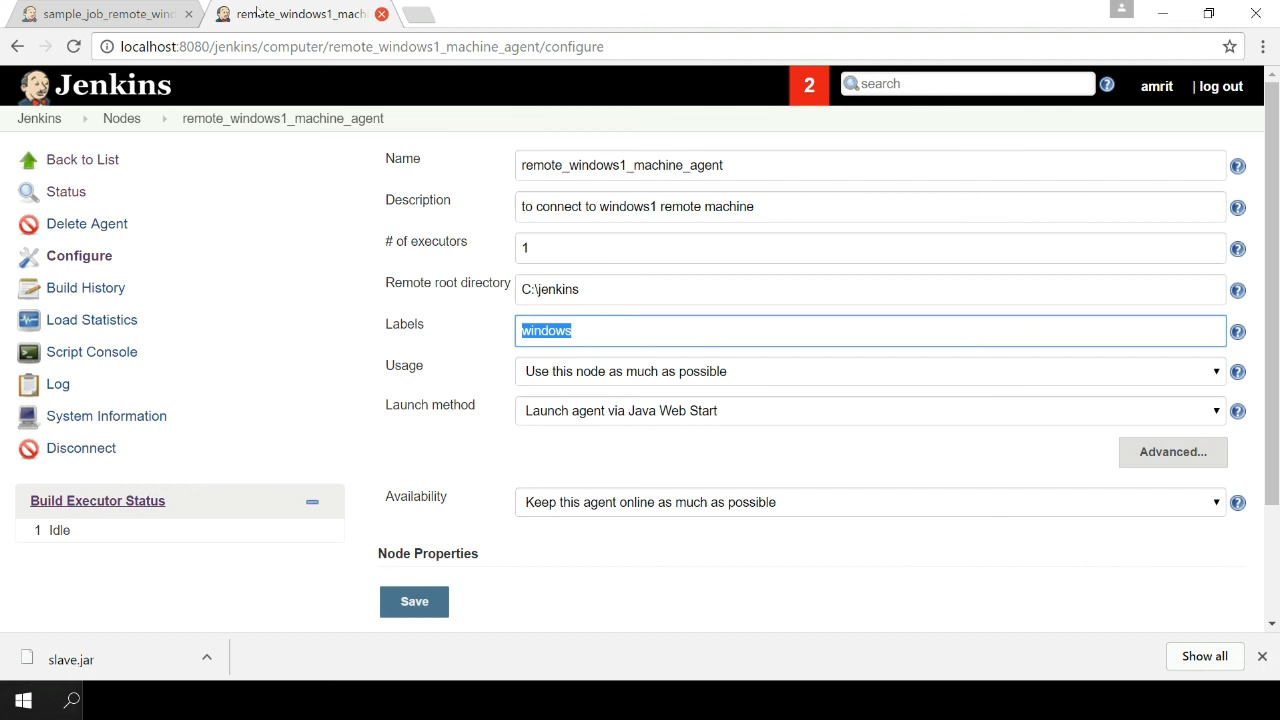 sample_job_remote_wind
remote_windows1_mach
localhost:8080/jenkins/computer/remote_windows1_machine_agent/configure
Jenkins
2
search
amrit
| log out
Jenkins
Nodes
remote_windows1_machine_agent
Back to List
Status
Delete Agent
Configure
Build History
Load Statistics
Script Console
Log
System Information
Disconnect
Build Executor Status
1 Idle
Name
remote_windows1_machine_agent
Description
to connect to windows1 remote machine
# of executors
1
Remote root directory
C:\jenkins
Labels
windows
Usage
Use this node as much as possible
Launch method
Launch agent via Java Web Start
Advanced...
Availability
Keep this agent online as much as possible
Node Properties
Save
slave.jar
Show all